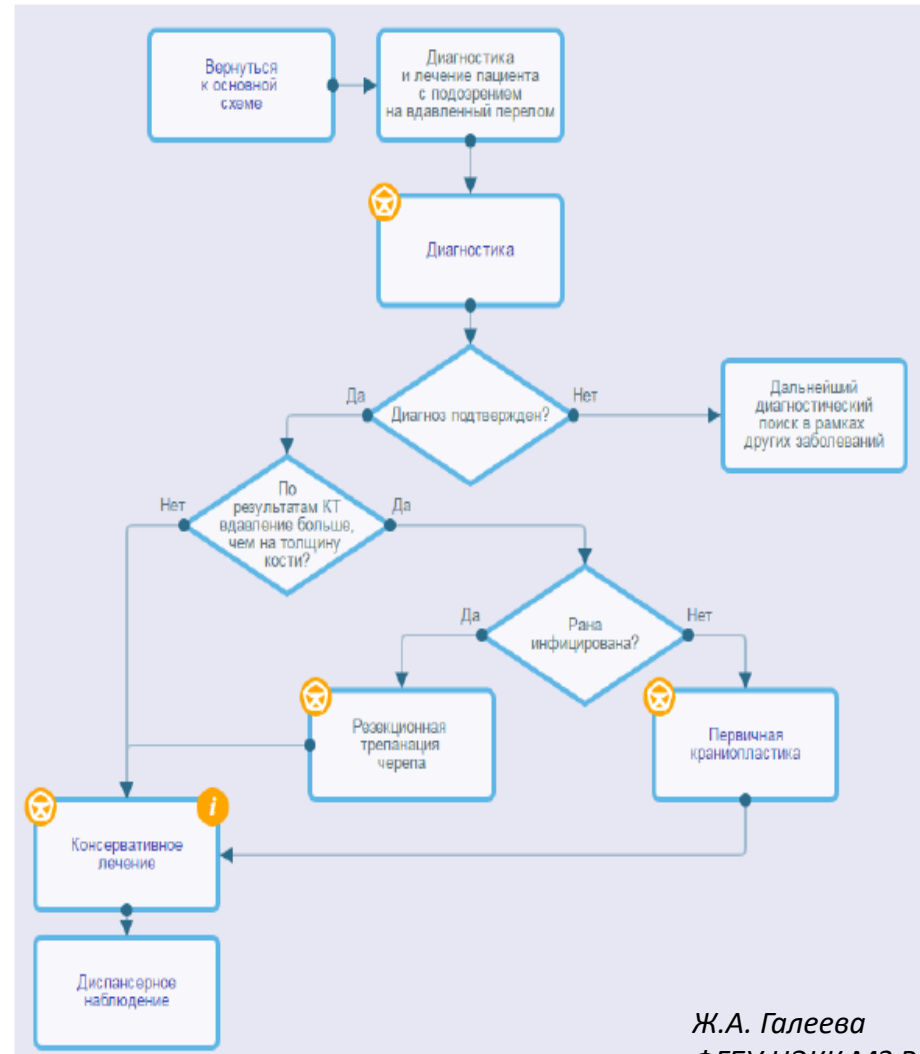 Вернуться
к основной
схеме
Диагностика
и лечение пациента
с подозрением
на вдавленный перелом
Диагностика
Да
Диагноз подтвержден?
Нет
Дальнейший
диагностический
поиск в рамках
других заболеваний
Нет
По
результатам КТ
вдавление больше,
чем на толщину
кости?
Да
Да
Рана
инфицирована?
Нет
Резекционная
трепанация
черепа
Первичная
краниопластика
i
Консервативное
лечение
Диспансерное
наблюдение
Ж.А. Галеева